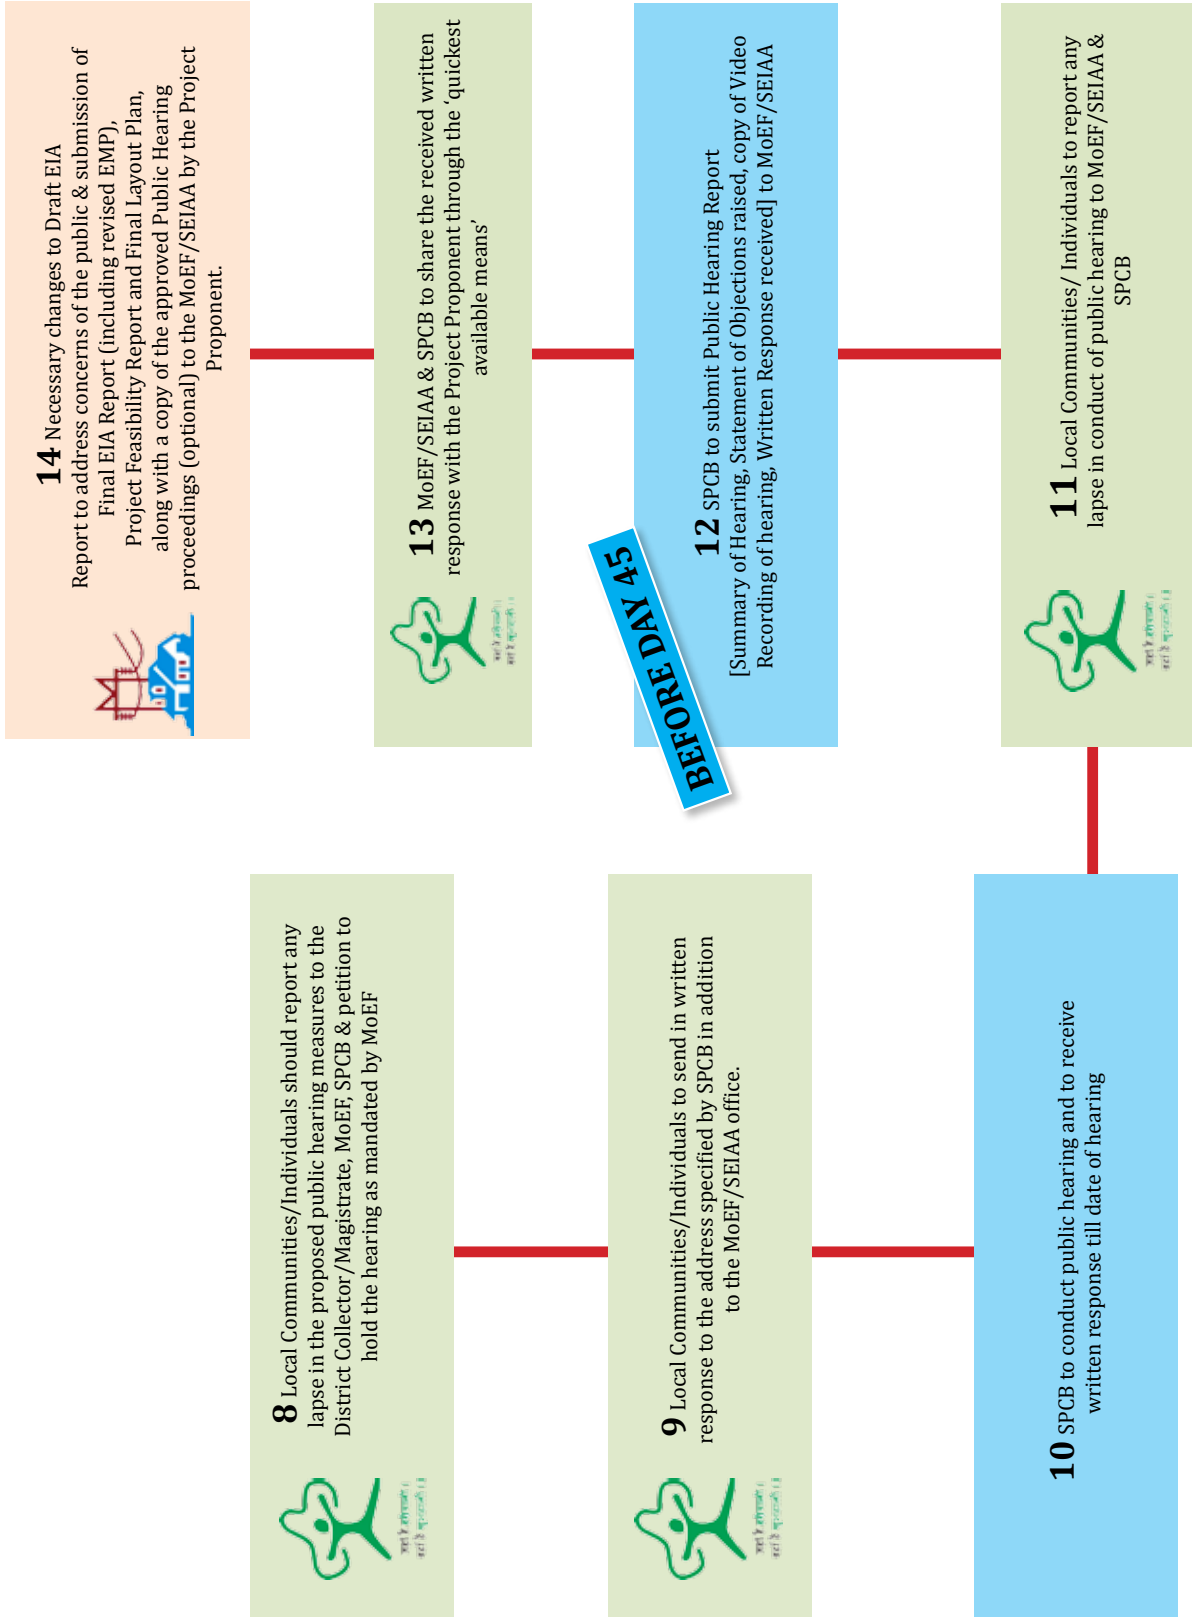 8 Local Communities/Individuals should report any
lapse in the proposed public hearing measures to the
District Collector/Magistrate, MoEF, SPCB & petition to
hold the hearing as mandated by MoEF
9 Local Communities/Individuals to send in written
response to the address specified by SPCB in addition
to the MoEF/SEIAA office.
10 SPCB to conduct public hearing and to receive
written response till date of hearing
11 Local Communities/ Individuals to report any
lapse in conduct of public hearing to MoEF/SEIAA &
SPCB
BEFORE DAY 45
12 SPCB to submit Public Hearing Report
[Summary of Hearing, Statement of Objections raised, copy of Video
Recording of hearing, Written Response received] to MoEF/SEIAA
13 MoEF/SEIAA & SPCB to share the received written
response with the Project Proponent through the ‘quickest
available means’
14 Necessary changes to Draft EIA
Report to address concerns of the public & submission of
Final EIA Report (including revised EMP),
Project Feasibility Report and Final Layout Plan,
along with a copy of the approved Public Hearing
proceedings (optional) to the MoEF/SEIAA by the Project
Proponent.